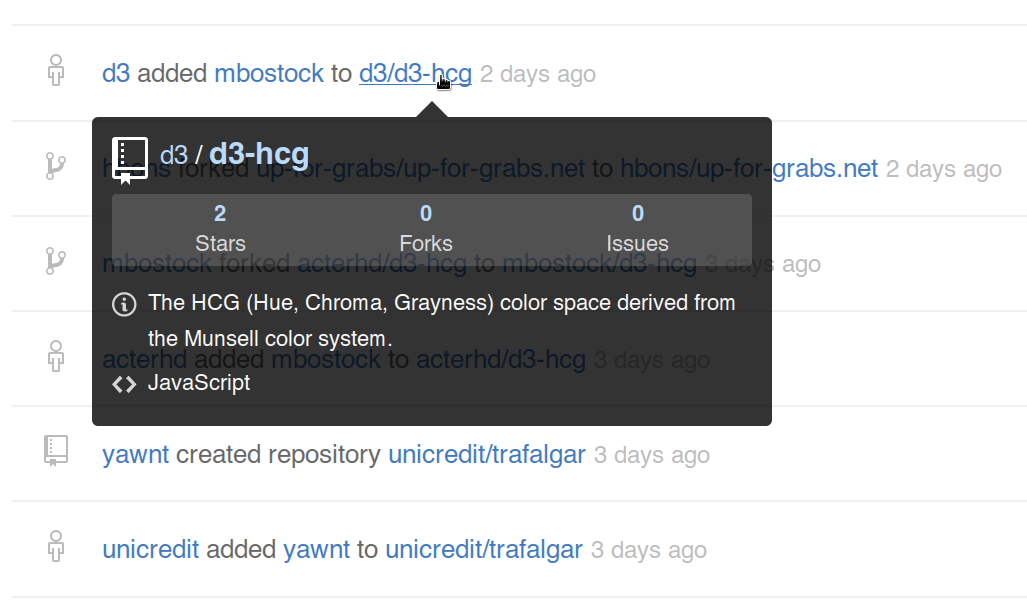 d3 added mbostock to d3/d3-hcg 2 days ago
d3 / d3-hcg
hbons forked up-for-grabs/up-for-grabs.net to hbons/up-for-grabs.net 2 days ago
2 0 0
Stars Forks Issues
mbostock forked acterhd/d3-hcg to mbostock/d3-hcg 3 days ago
The HCG (Hue, Chroma, Grayness) color space derived from
the Munsell color system.
acterhd added mbostock to acterhd/d3-hcg 3 days ago
JavaScript
yawnt created repository unicredit/trafalgar 3 days ago
unicredit added yawnt to unicredit/trafalgar 3 days ago